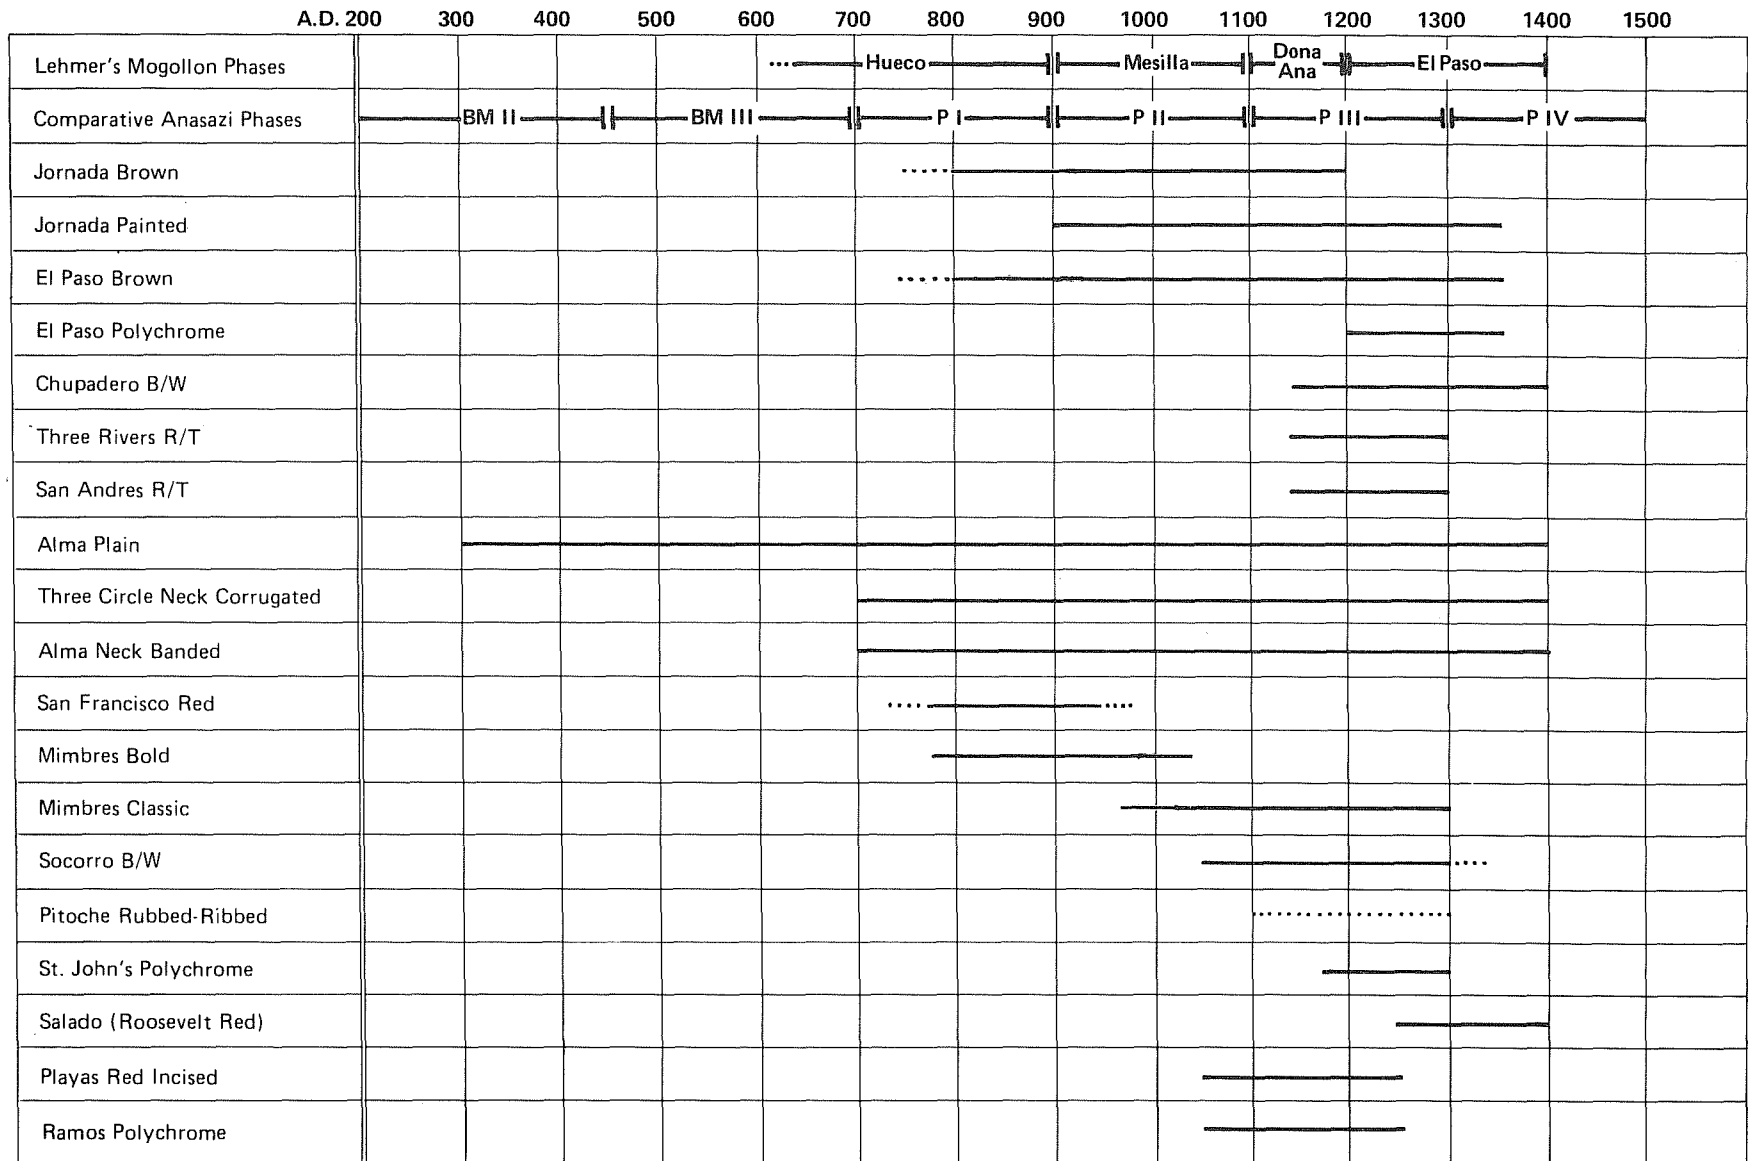 A.D. 200 300 400 500 600 700 800 900 1000 1100 1200 1300 1400 1500
Lehmer's Mogollon Phases Hueco Mesilla Dona Ana El Paso
Comparative Anasazi Phases BM II BM III P I P II P III P IV
Jornada Brown
Jornada Painted
El Paso Brown
El Paso Polychrome
Chupadero B/W
Three Rivers R/T
San Andres R/T
Alma Plain
Three Circle Neck Corrugated
Alma Neck Banded
San Francisco Red
Mimbres Bold
Mimbres Classic
Socorro B/W
Pitoche Rubbed-Ribbed
St. John's Polychrome
Salado (Roosevelt Red)
Playas Red Incised
Ramos Polychrome